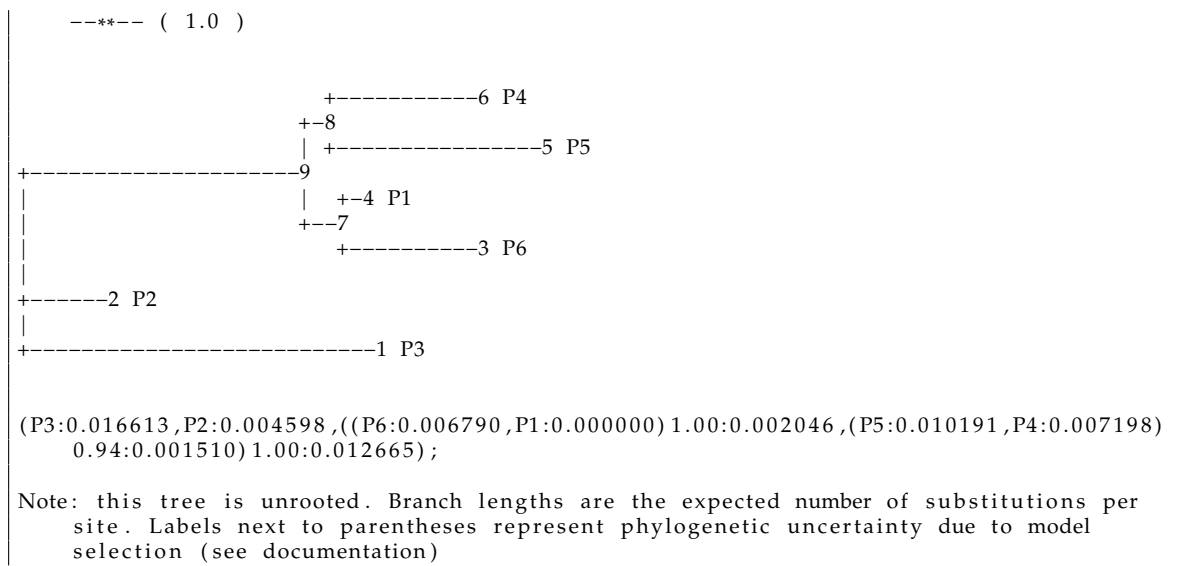 --**-- ( 1.0 )
+-----------6 P4
+-8
| +----------------5 P5
+---------------------9
| | +-4 P1
| +--7
| +----------3 P6
|
+------2 P2
|
+---------------------------1 P3
(P3:0.016613,P2:0.004598,((P6:0.006790,P1:0.000000)1.00:0.002046,(P5:0.010191,P4:0.007198)
0.94:0.001510)1.00:0.012665);
Note: this tree is unrooted. Branch lengths are the expected number of substitutions per
site. Labels next to parentheses represent phylogenetic uncertainty due to model
selection (see documentation)